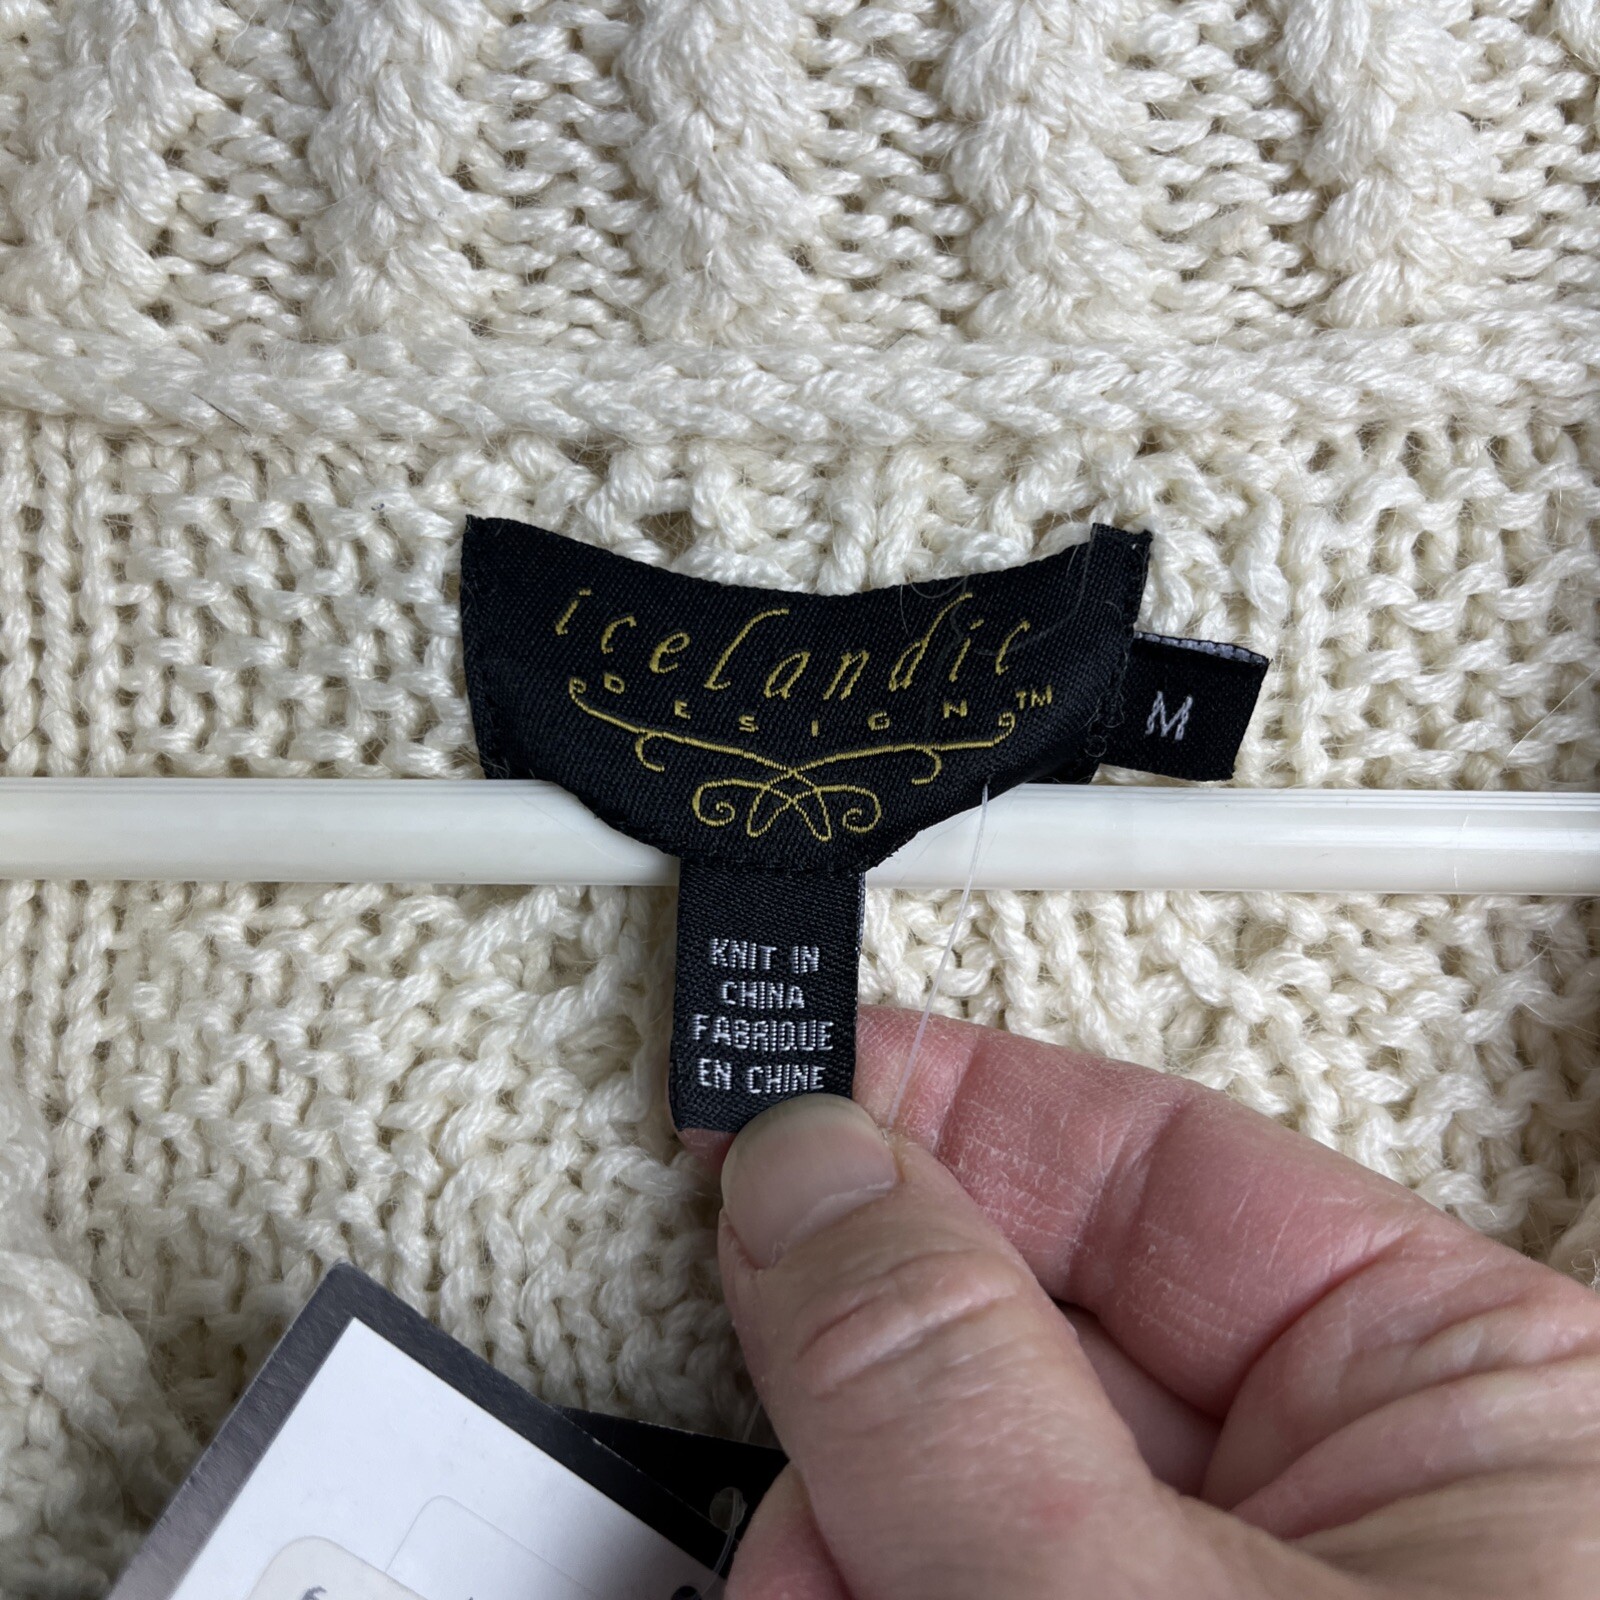 icelandic
DESIGN™
M
KNIT IN
CHINA
FABRIQUE
EN CHINE